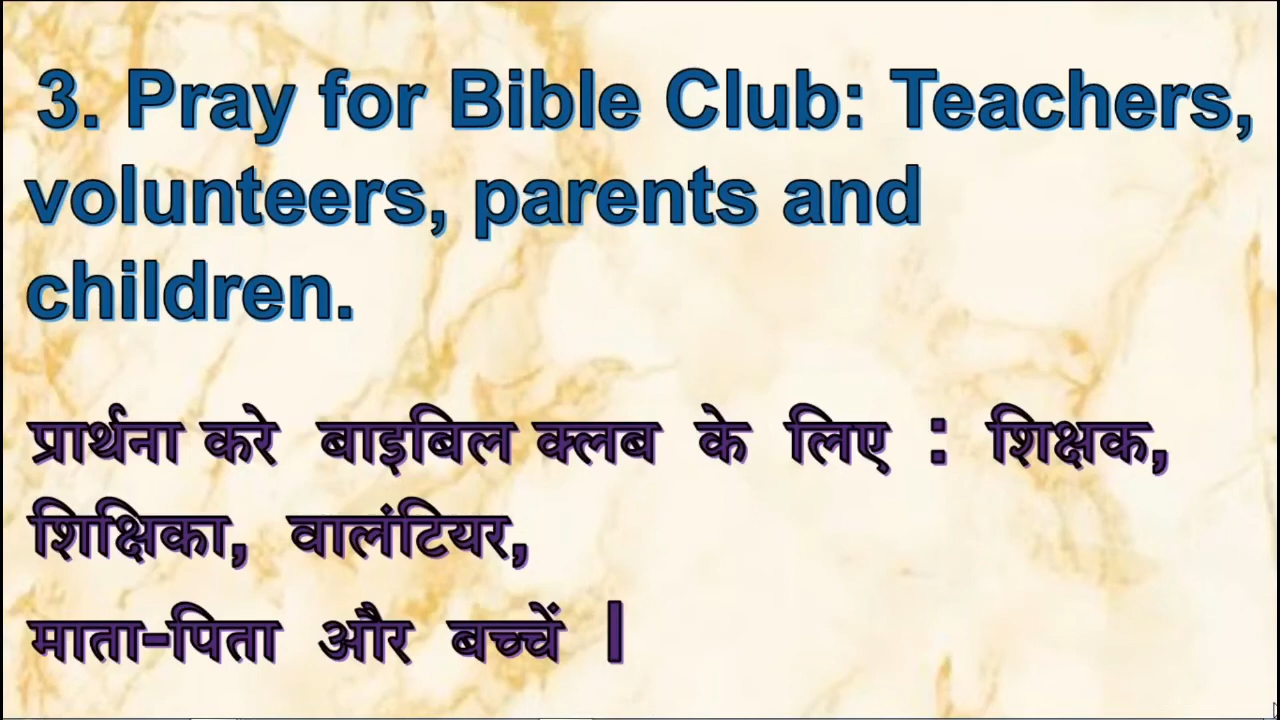 3. Pray for Bible Club: Teachers,
volunteers, parents and
children.
प्रार्थना करे बाइबिल क्लब के लिए : शिक्षक,
शिक्षिका, वालंटियर,
माता-पिता और बच्चें ।